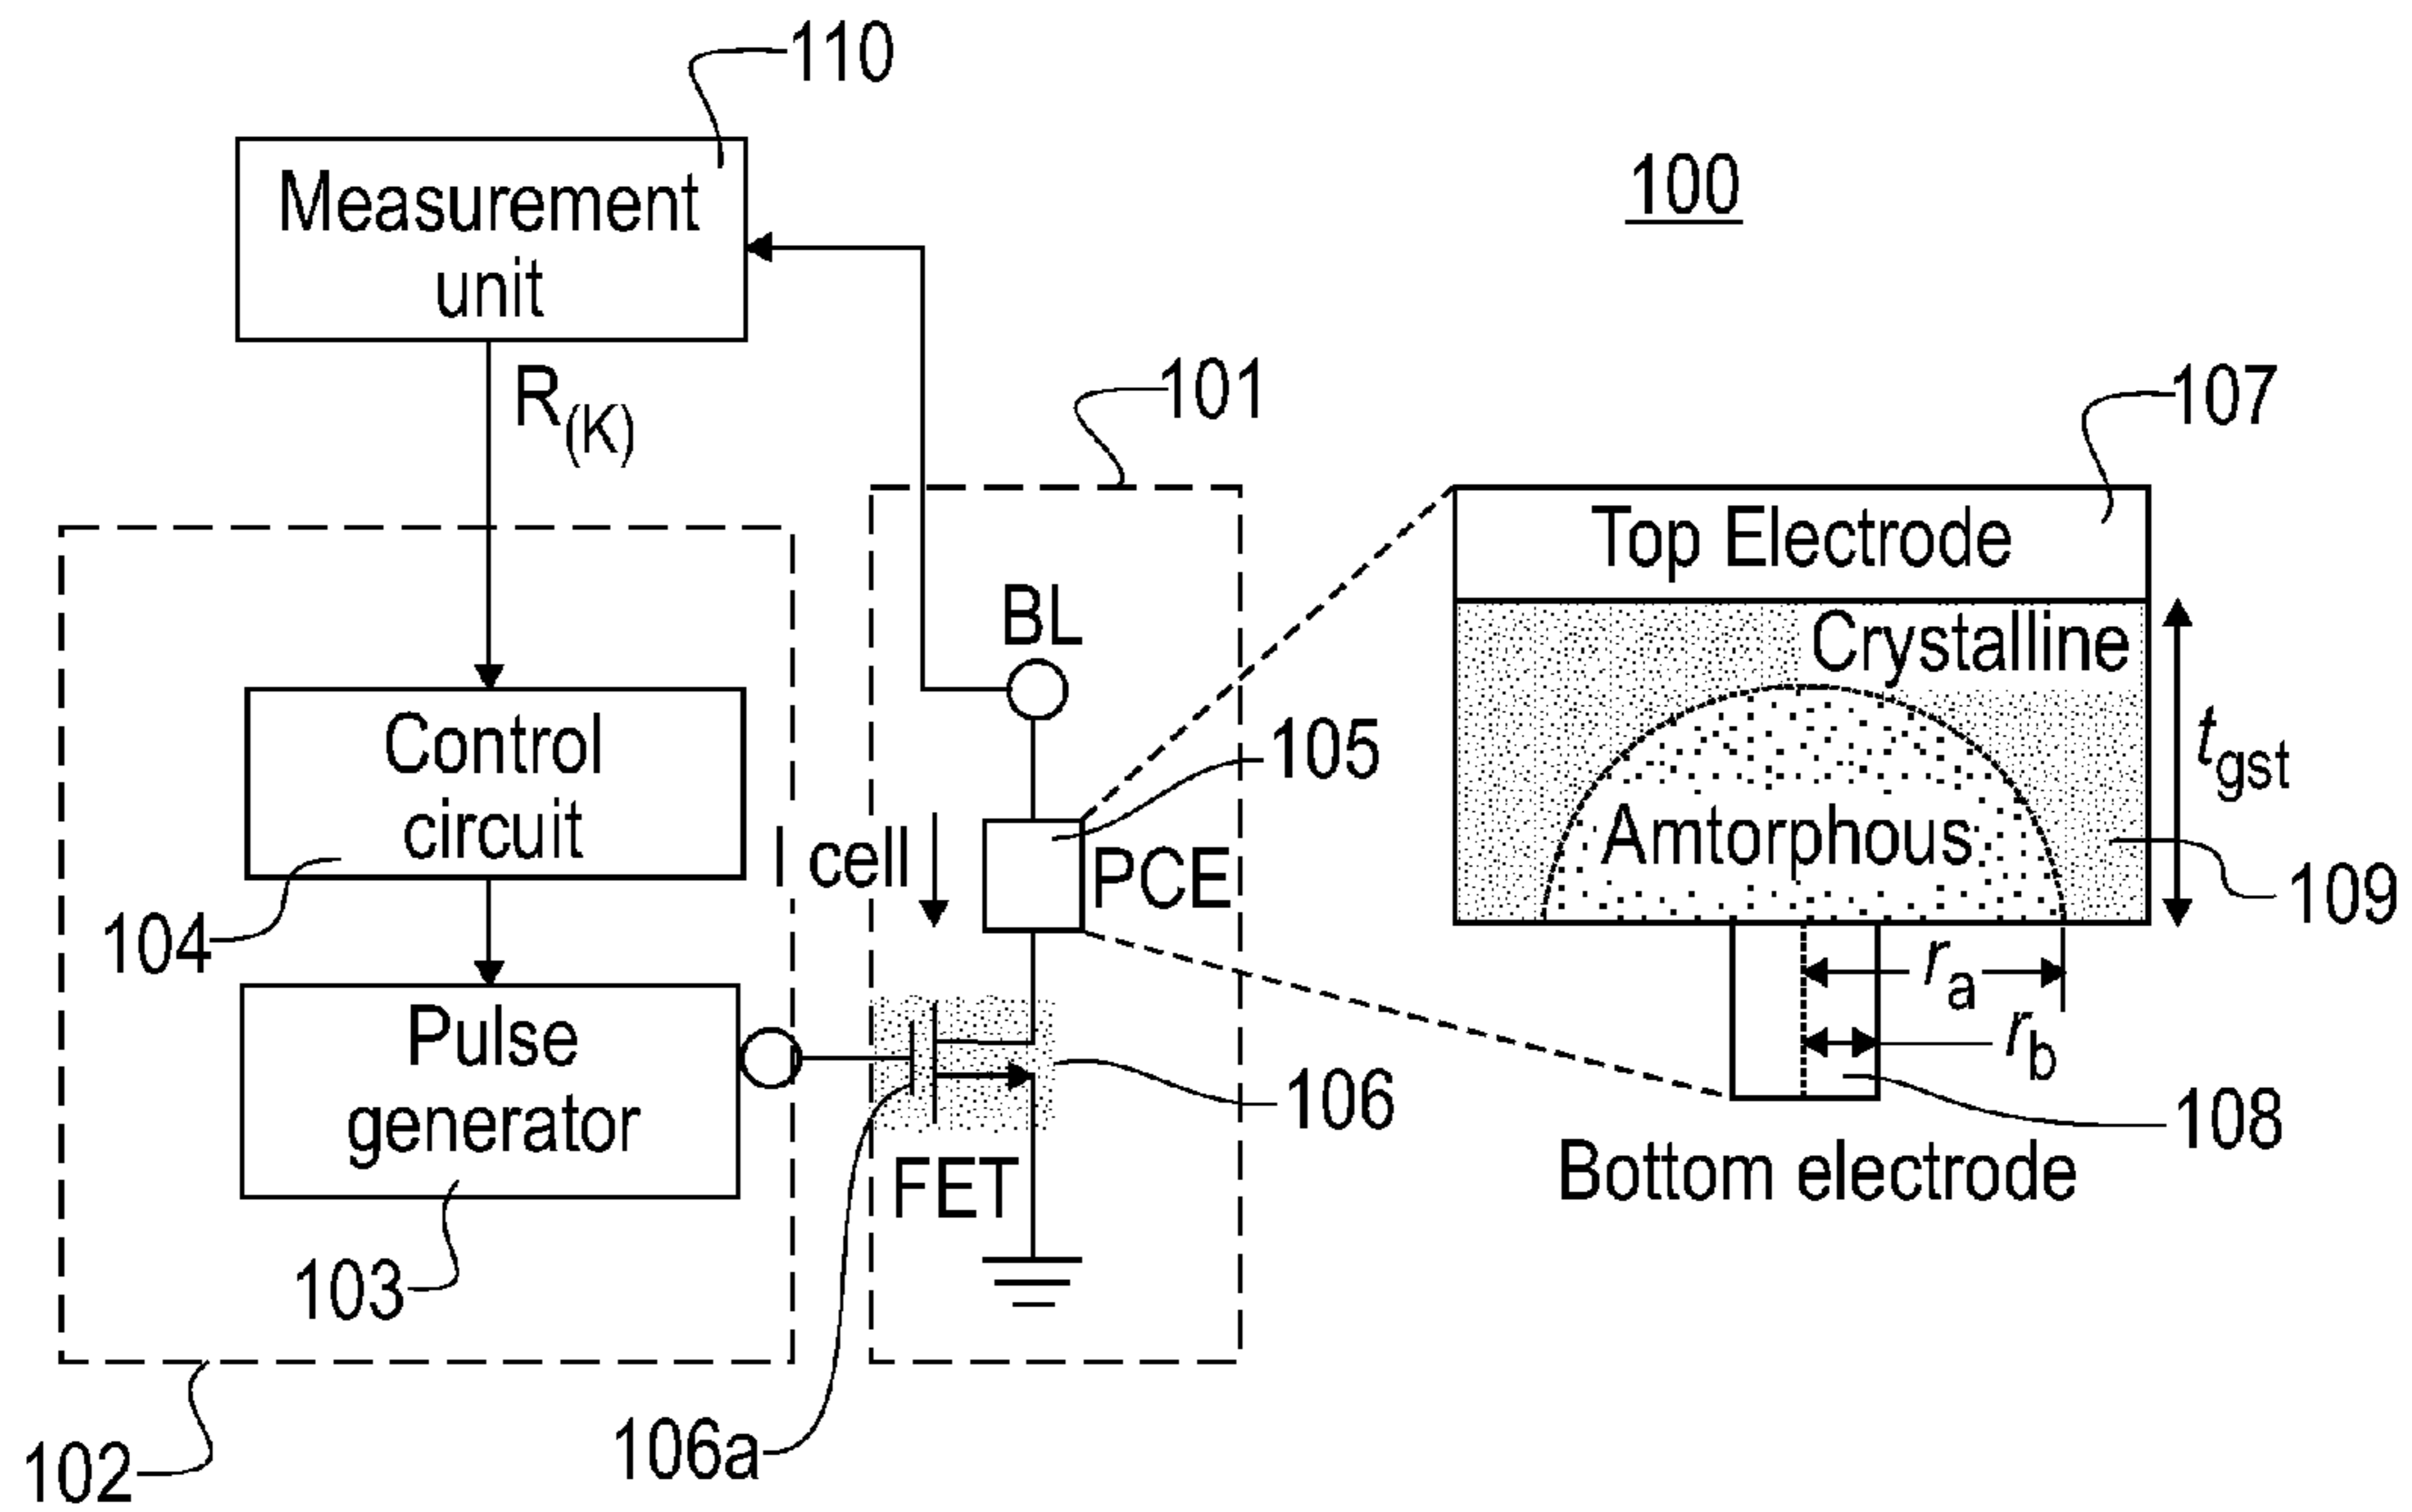 110
Measurement
unit
100
R(K)
101
107
Top Electrode
Crystalline
BL
105
Control
circuit
tgst
I cell
PCE
Amtorphous
109
104
ra
Pulse
generator
rb
106
108
FET
Bottom electrode
103
106a
102